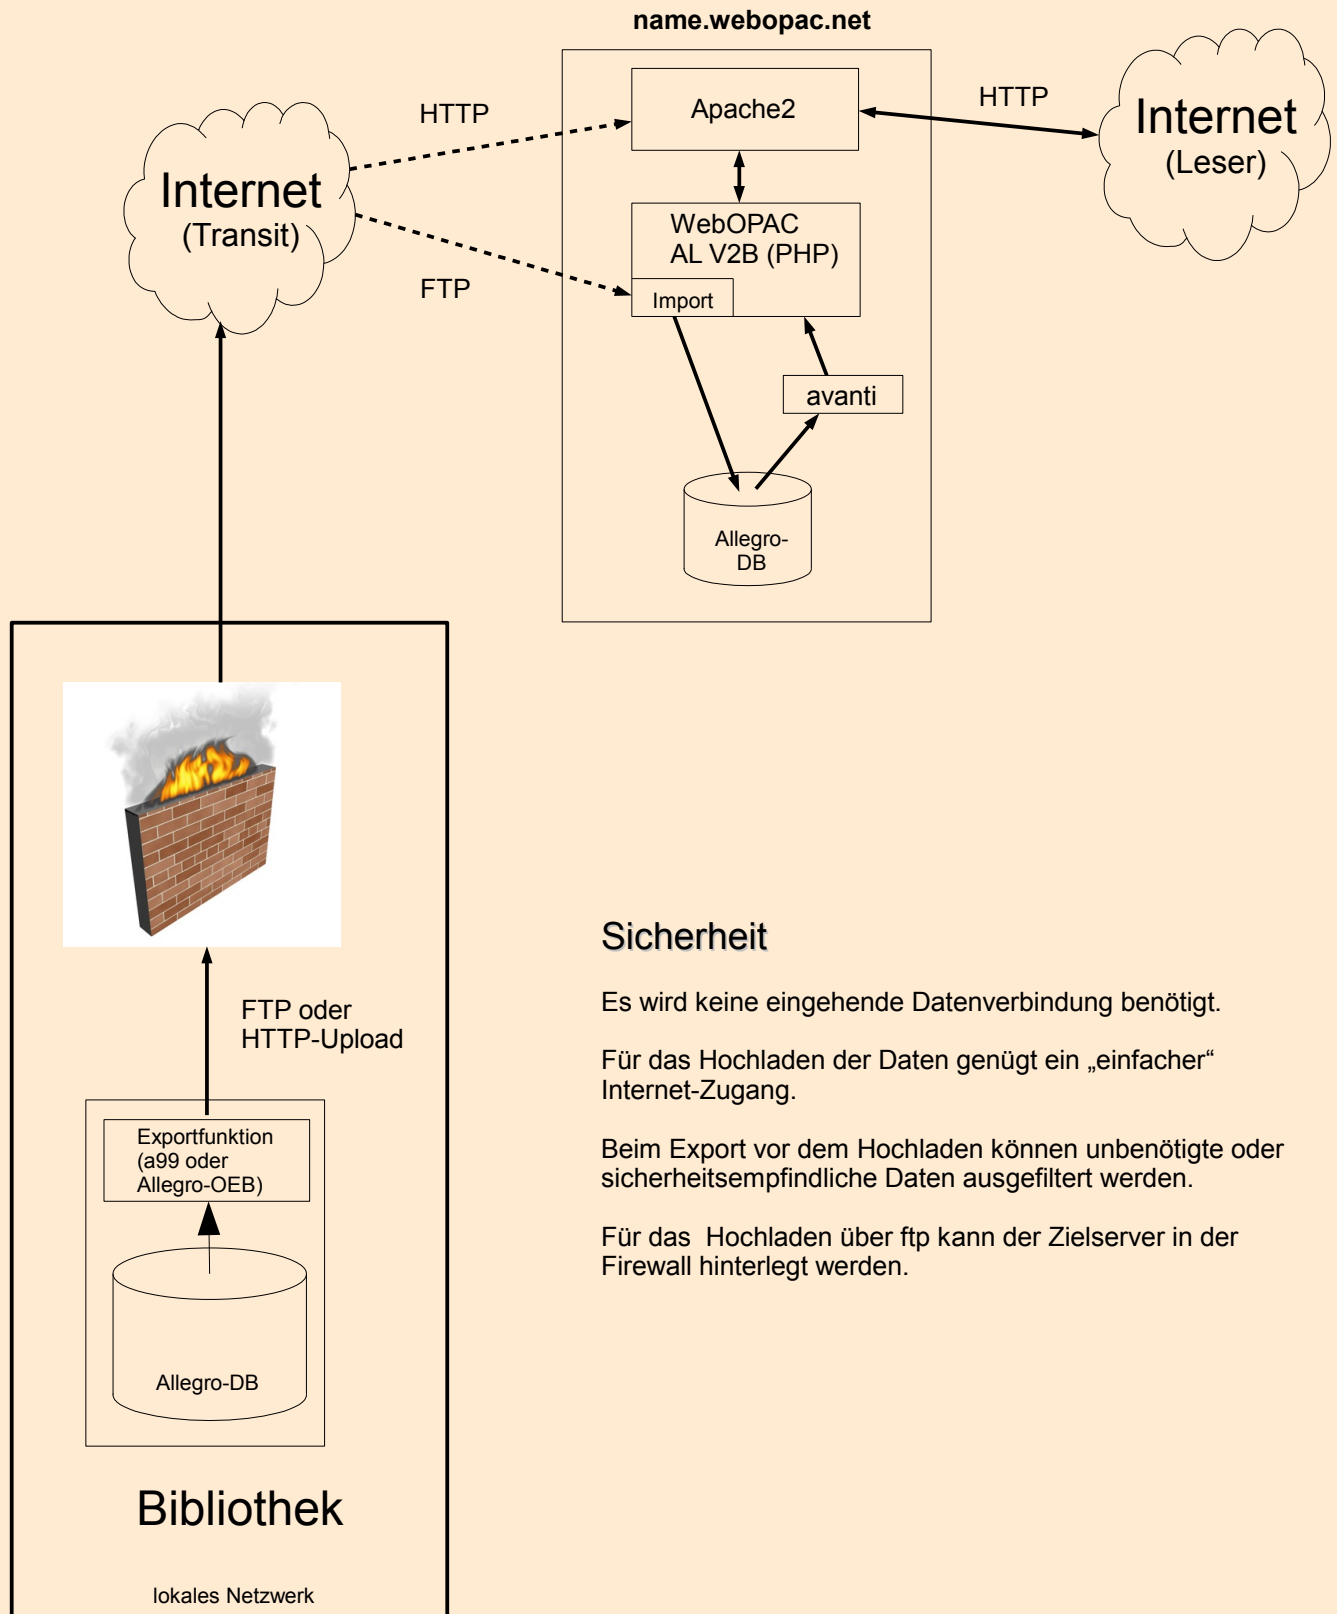 name.webopac.net
Apache2
HTTP
Internet
(Leser)
HTTP
Internet
(Transit)
FTP
WebOPAC
AL V2B (PHP)
Import
avanti
Allegro-
DB
FTP oder
HTTP-Upload
Exportfunktion
(a99 oder
Allegro-OEB)
Allegro-DB
Bibliothek
lokales Netzwerk
Sicherheit
Es wird keine eingehende Datenverbindung benötigt.
Für das Hochladen der Daten genügt ein „einfacher“
Internet-Zugang.
Beim Export vor dem Hochladen können unbenötigte oder
sicherheitsempfindliche Daten ausgefiltert werden.
Für das  Hochladen über ftp kann der Zielserver in der
Firewall hinterlegt werden.